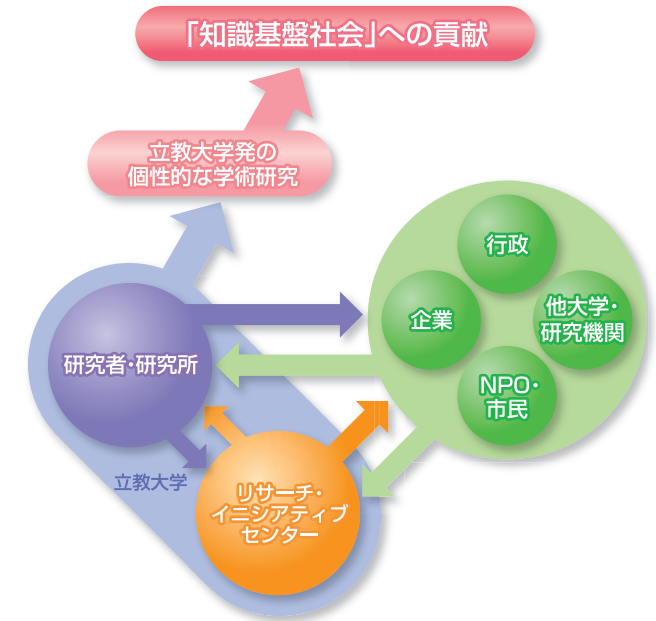 「知識基盤社会」への貢献
立教大学発の
個性的な学術研究
行政
企業
他大学・
研究機関
NPO・
市民
研究者・研究所
立教大学
リサーチ・
イニシアティブ
センター